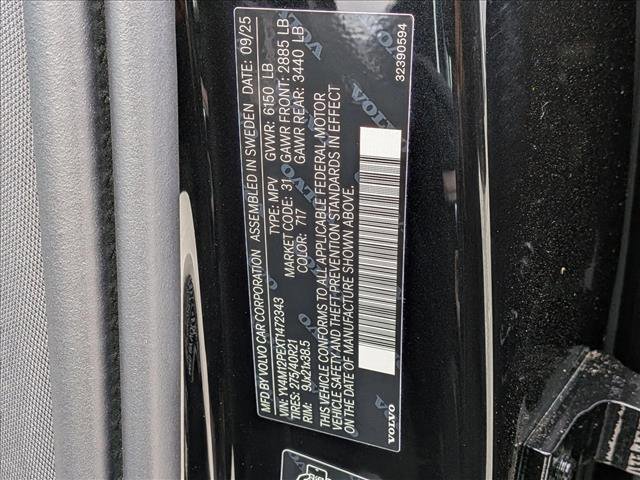 MFD BY VOLVO CAR CORPORATION ASSEMBLED IN SWEDEN DATE: 09/25
VIN: YV4M12PEXT1472343 TYPE: MPV GVWR: 6150 LB
TIRES: 275/40R21 MARKET CODE: 31 GAWR FRONT: 2885 LB
RIM: 9Jx21x38.5 COLOR: 717 GAWR REAR: 3440 LB
THIS VEHICLE CONFORMS TO ALL APPLICABLE FEDERAL MOTOR
VEHICLE SAFETY AND THEFT PREVENTION STANDARDS IN EFFECT
ON THE DATE OF MANUFACTURE SHOWN ABOVE.
VOLVO
32390594